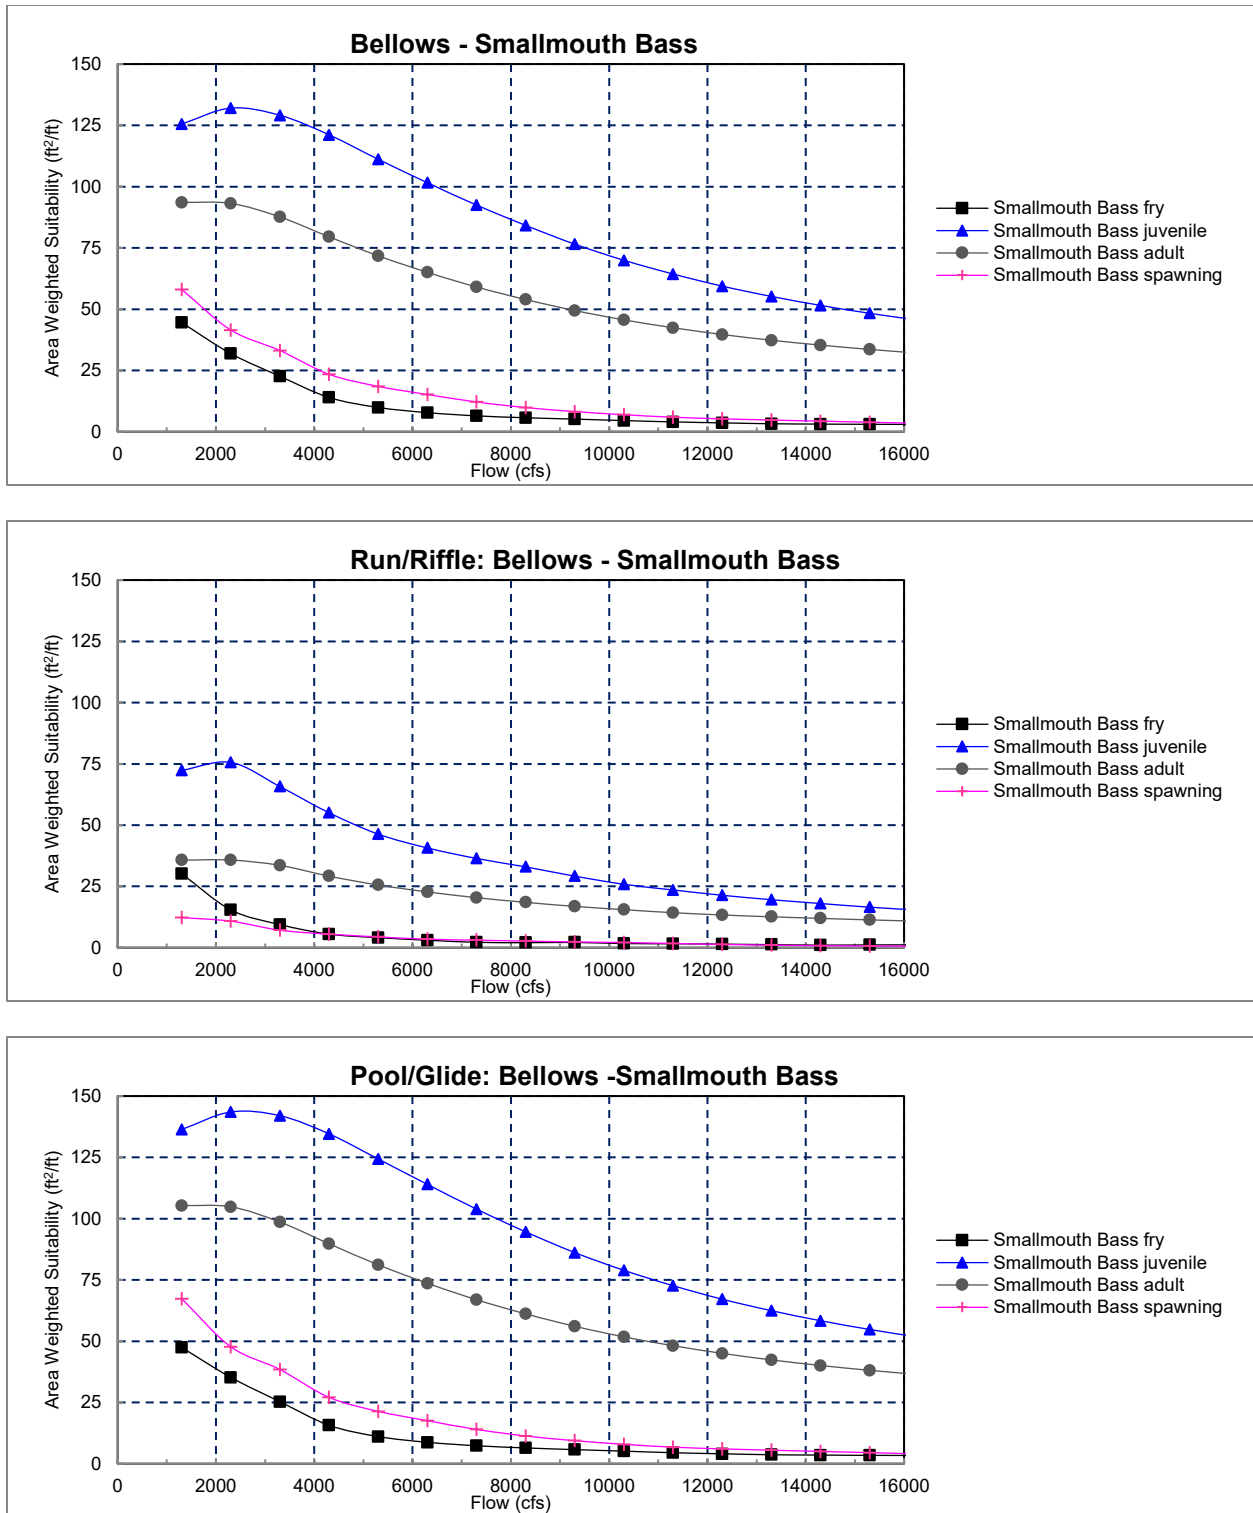 Bellows - Smallmouth Bass
Area Weighted Suitability (ft²/ft)
150
125
100
75
50
25
0
0 2000 4000 6000 8000 10000 12000 14000 16000
Flow (cfs)
Smallmouth Bass fry
Smallmouth Bass juvenile
Smallmouth Bass adult
Smallmouth Bass spawning
Run/Riffle: Bellows - Smallmouth Bass
Area Weighted Suitability (ft²/ft)
150
125
100
75
50
25
0
0 2000 4000 6000 8000 10000 12000 14000 16000
Flow (cfs)
Smallmouth Bass fry
Smallmouth Bass juvenile
Smallmouth Bass adult
Smallmouth Bass spawning
Pool/Glide: Bellows -Smallmouth Bass
Area Weighted Suitability (ft²/ft)
150
125
100
75
50
25
0
0 2000 4000 6000 8000 10000 12000 14000 16000
Flow (cfs)
Smallmouth Bass fry
Smallmouth Bass juvenile
Smallmouth Bass adult
Smallmouth Bass spawning